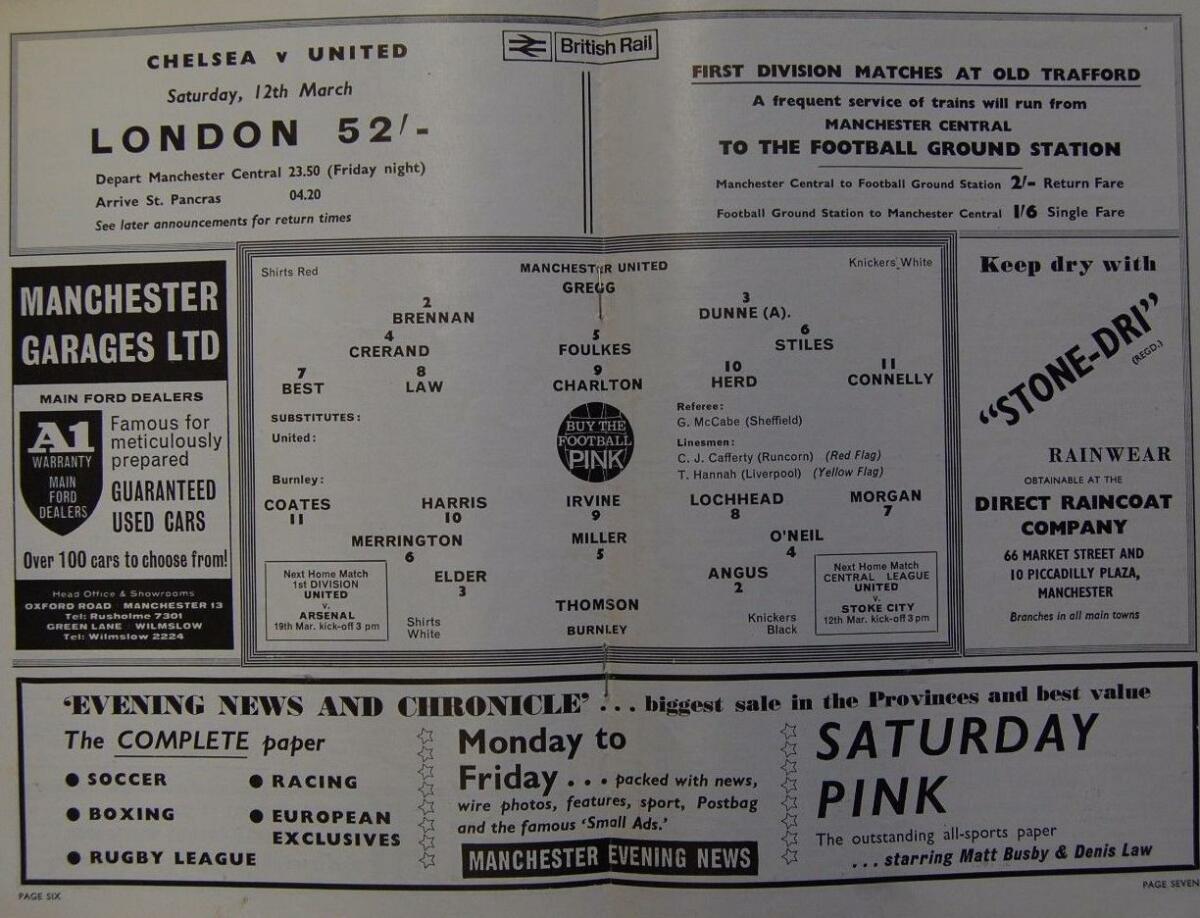 CHELSEA v UNITED
Saturday, 12th March
LONDON 52/-
Depart Manchester Central 23.50 (Friday night)
Arrive St. Pancras 04.20
See later announcements for return times
British Rail
FIRST DIVISION MATCHES AT OLD TRAFFORD
A frequent service of trains will run from
MANCHESTER CENTRAL
TO THE FOOTBALL GROUND STATION
Manchester Central to Football Ground Station 2/- Return Fare
Football Ground Station to Manchester Central 1/6 Single Fare
MANCHESTER
GARAGES LTD
MAIN FORD DEALERS
A1
WARRANTY
MAIN
FORD
DEALERS
Famous for
meticulously
prepared
GUARANTEED
USED CARS
Over 100 cars to choose from!
Head Office & Showrooms
OXFORD ROAD MANCHESTER 13
Tel: Rusholme 7301
GREEN LANE WILMSLOW
Tel: Wilmslow 2224
Shirts Red
MANCHESTER UNITED
Knickers White
GREGG
2
BRENNAN
3
DUNNE (A).
4
CRERAND
5
FOULKES
6
STILES
7
BEST
8
LAW
9
CHARLTON
10
HERD
11
CONNELLY
SUBSTITUTES:
United:
Burnley:
BUY THE
FOOTBALL
PINK
Referee:
G. McCabe (Sheffield)
Linesmen:
C. J. Cafferty (Runcorn) (Red Flag)
T. Hannah (Liverpool) (Yellow Flag)
COATES
11
HARRIS
10
IRVINE
9
LOCHHEAD
8
MORGAN
7
MERRINGTON
6
MILLER
5
O'NEIL
4
ELDER
3
ANGUS
2
THOMSON
BURNLEY
Next Home Match
1st DIVISION
UNITED
v.
ARSENAL
19th Mar. kick-off 3 pm
Shirts
White
Knickers
Black
Next Home Match
CENTRAL LEAGUE
UNITED
v.
STOKE CITY
12th Mar. kick-off 3 pm
Keep dry with
"STONE-DRI"
(REGD.)
RAINWEAR
OBTAINABLE AT THE
DIRECT RAINCOAT
COMPANY
66 MARKET STREET AND
10 PICCADILLY PLAZA,
MANCHESTER
Branches in all main towns
'EVENING NEWS AND CHRONICLE' ... biggest sale in the Provinces and best value
The COMPLETE paper
● SOCCER
● BOXING
● RUGBY LEAGUE
● RACING
● EUROPEAN
EXCLUSIVES
Monday to
Friday ... packed with news,
wire photos, features, sport, Postbag
and the famous 'Small Ads.'
MANCHESTER EVENING NEWS
SATURDAY
PINK
The outstanding all-sports paper
... starring Matt Busby & Denis Law
PAGE SIX
PAGE SEVEN